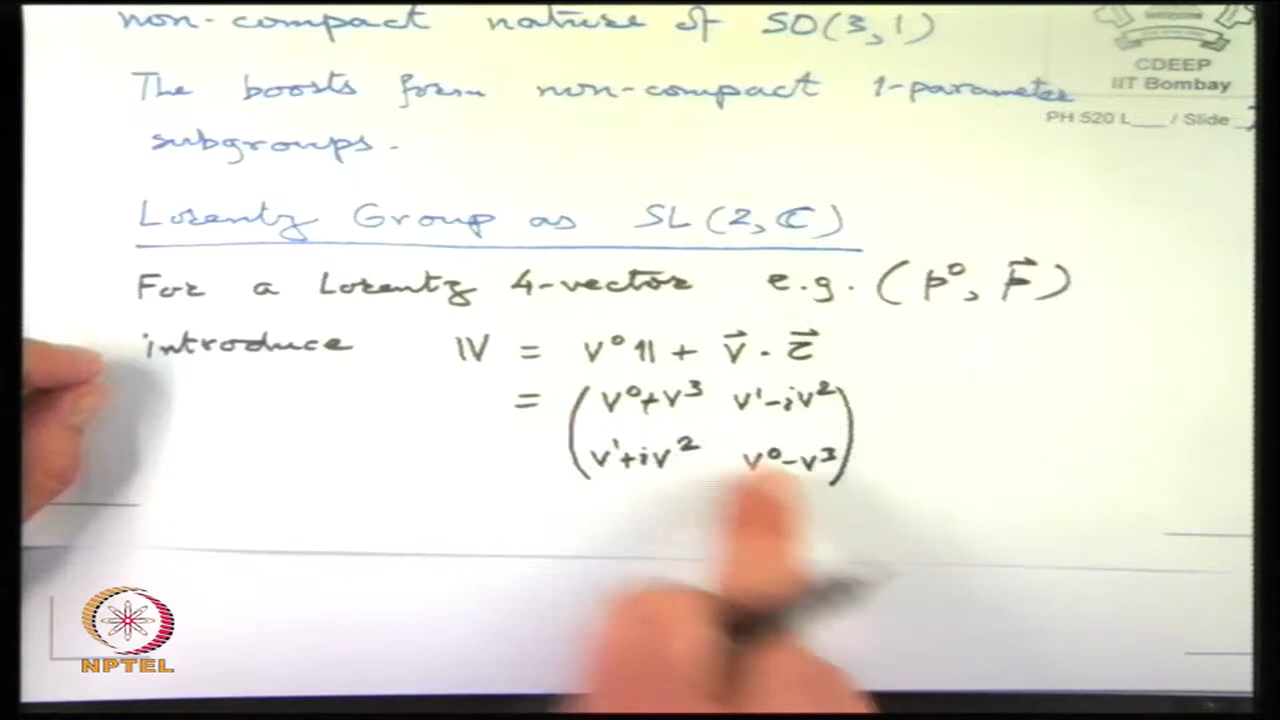 non-compact nature of SO(3,1)
The boosts form non-compact 1-parameter
subgroups.
CDEEP
IIT Bombay
PH 520 L___ / Slide
Lorentz Group as SL(2, ℂ)
For a Lorentz 4-vector e.g. (p⁰, p⃗)
introduce 𝕍 = v⁰𝟙 + v⃗ · τ⃗
= ( v⁰+v³ v¹-iv²
v¹+iv² v⁰-v³ )
NPTEL